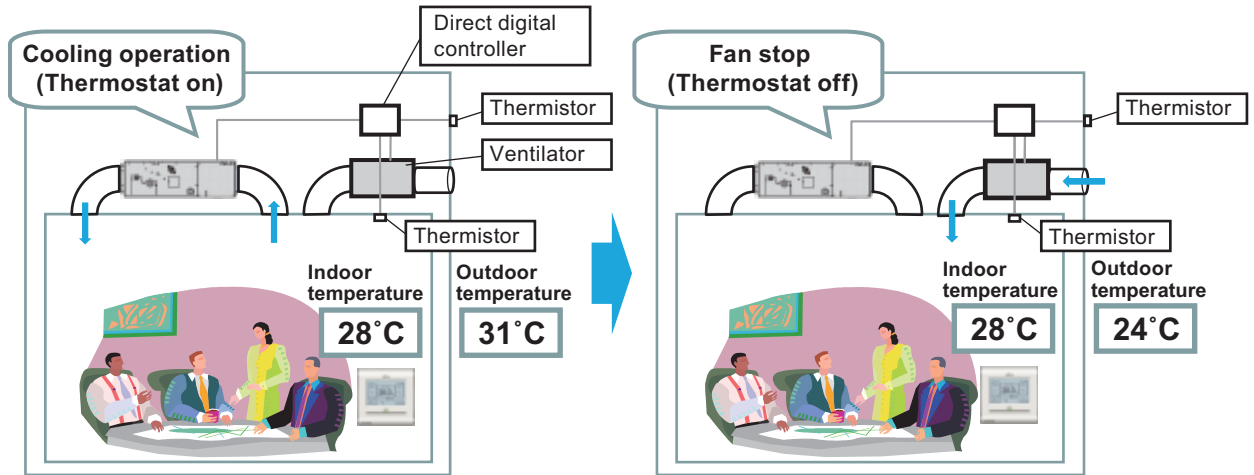 Cooling operation
(Thermostat on)
Direct digital
controller
Thermistor
Ventilator
Thermistor
Indoor
temperature
28˚C
Outdoor
temperature
31˚C
Fan stop
(Thermostat off)
Thermistor
Thermistor
Indoor
temperature
28˚C
Outdoor
temperature
24˚C